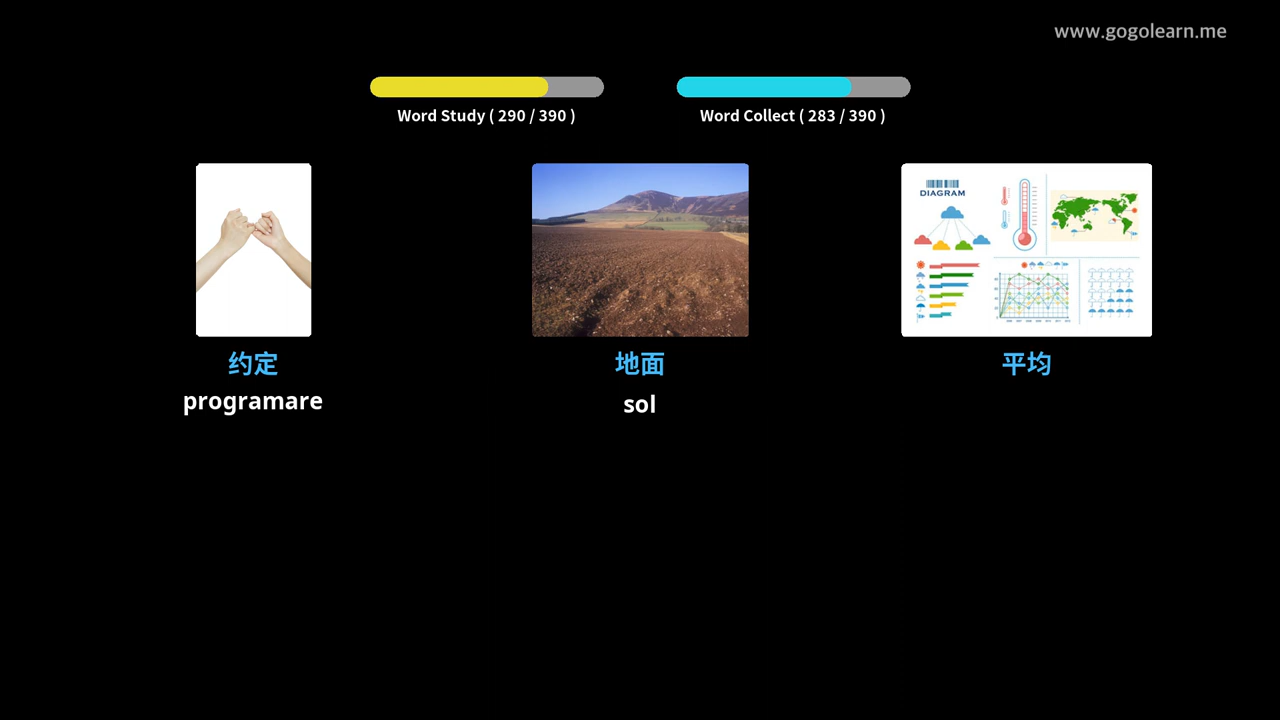 www.gogolearn.me
Word Study ( 290 / 390 )
Word Collect ( 283 / 390 )
DIAGRAM
约定
地面
平均
programare
sol